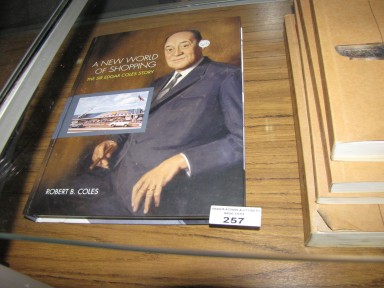 A NEW WORLD
OF SHOPPING
THE SIR EDGAR COLES STORY
ROBERT B. COLES
257